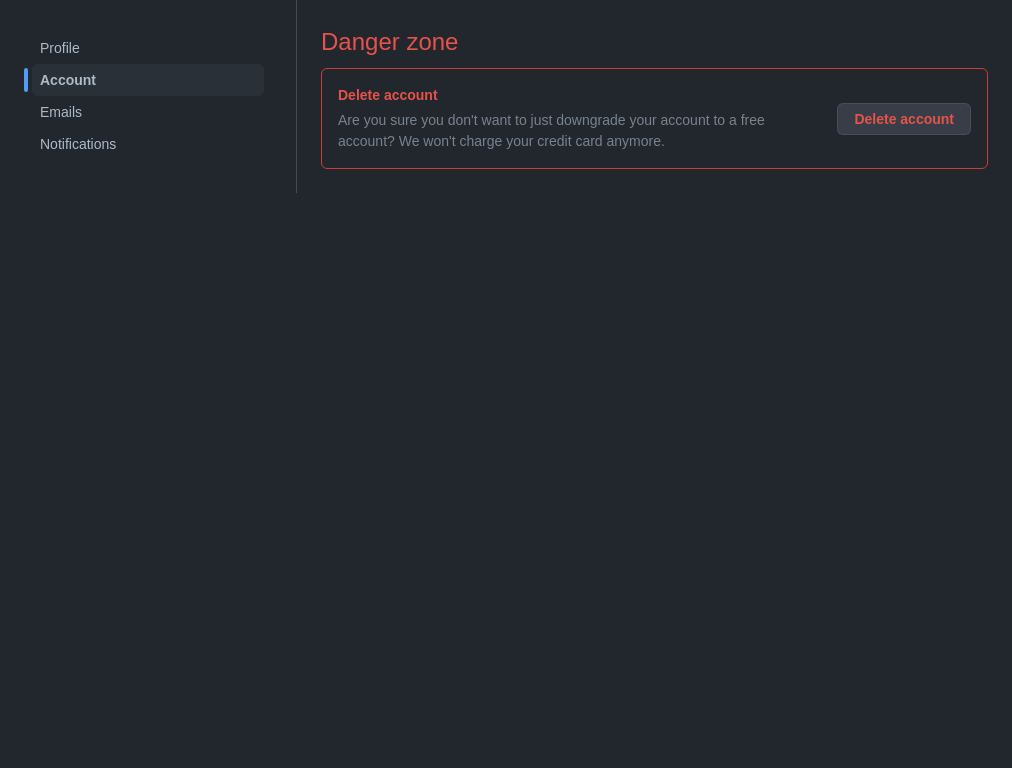 Profile
Account
Emails
Notifications
Danger zone
Delete account
Are you sure you don't want to just downgrade your account to a free
account? We won't charge your credit card anymore.
Delete account